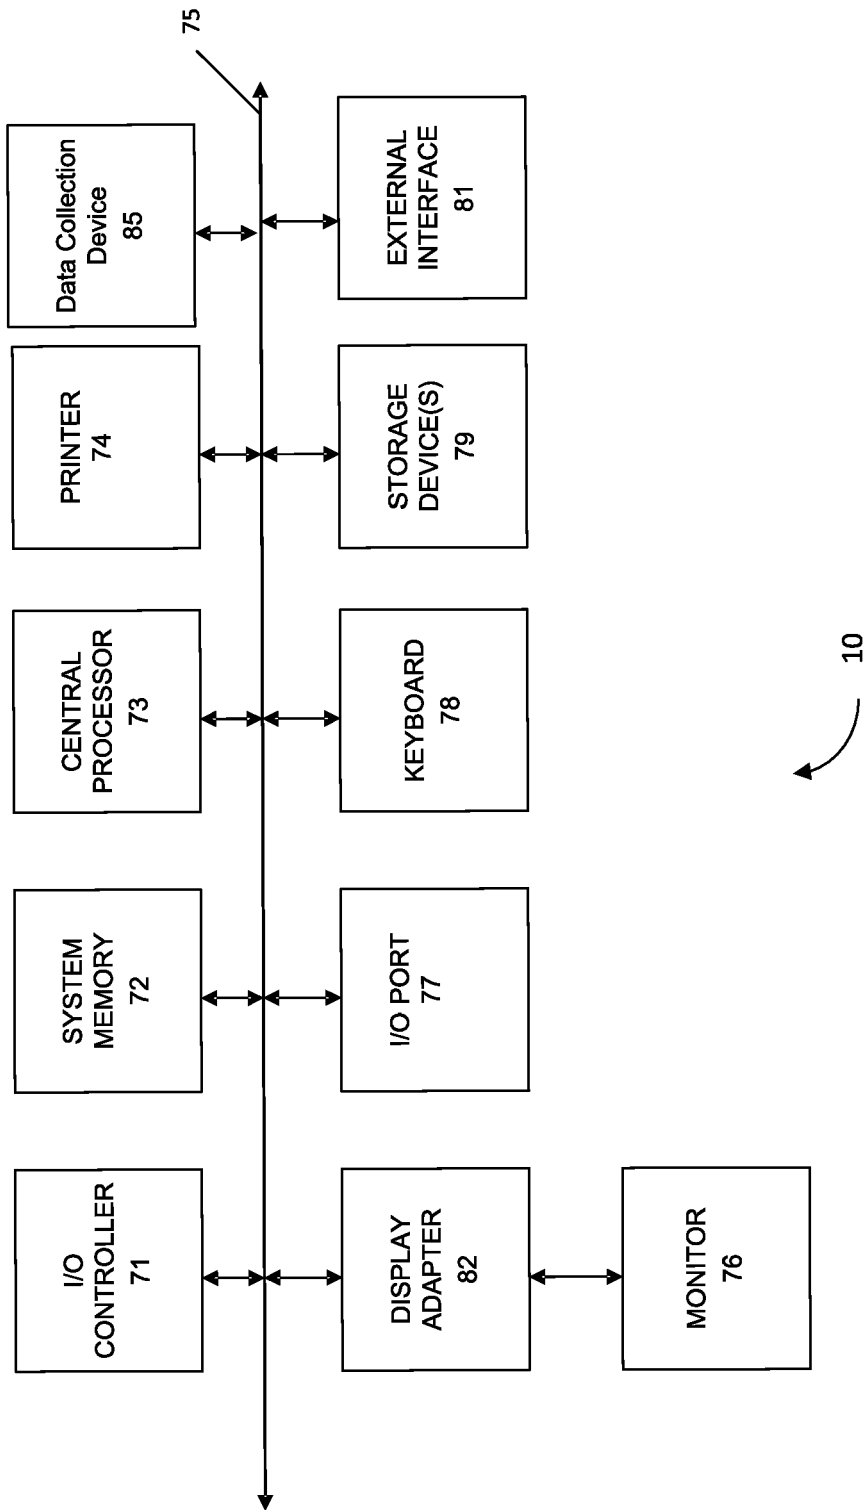 I/O
CONTROLLER
71
SYSTEM
MEMORY
72
CENTRAL
PROCESSOR
73
PRINTER
74
Data Collection
Device
85
75
DISPLAY
ADAPTER
82
I/O PORT
77
KEYBOARD
78
STORAGE
DEVICE(S)
79
EXTERNAL
INTERFACE
81
MONITOR
76
10